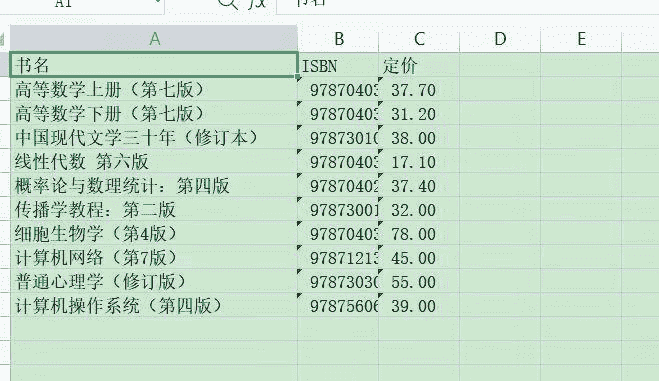 A1 fx 书名
A B C D E
书名 ISBN 定价
高等数学上册（第七版） 97870403 37.70
高等数学下册（第七版） 97870403 31.20
中国现代文学三十年（修订本） 97873010 38.00
线性代数 第六版 97870403 17.10
概率论与数理统计：第四版 97870402 37.40
传播学教程：第二版 97873001 32.00
细胞生物学（第4版） 97870403 78.00
计算机网络（第7版） 97871213 45.00
普通心理学（修订版） 97873030 55.00
计算机操作系统（第四版） 97875606 39.00